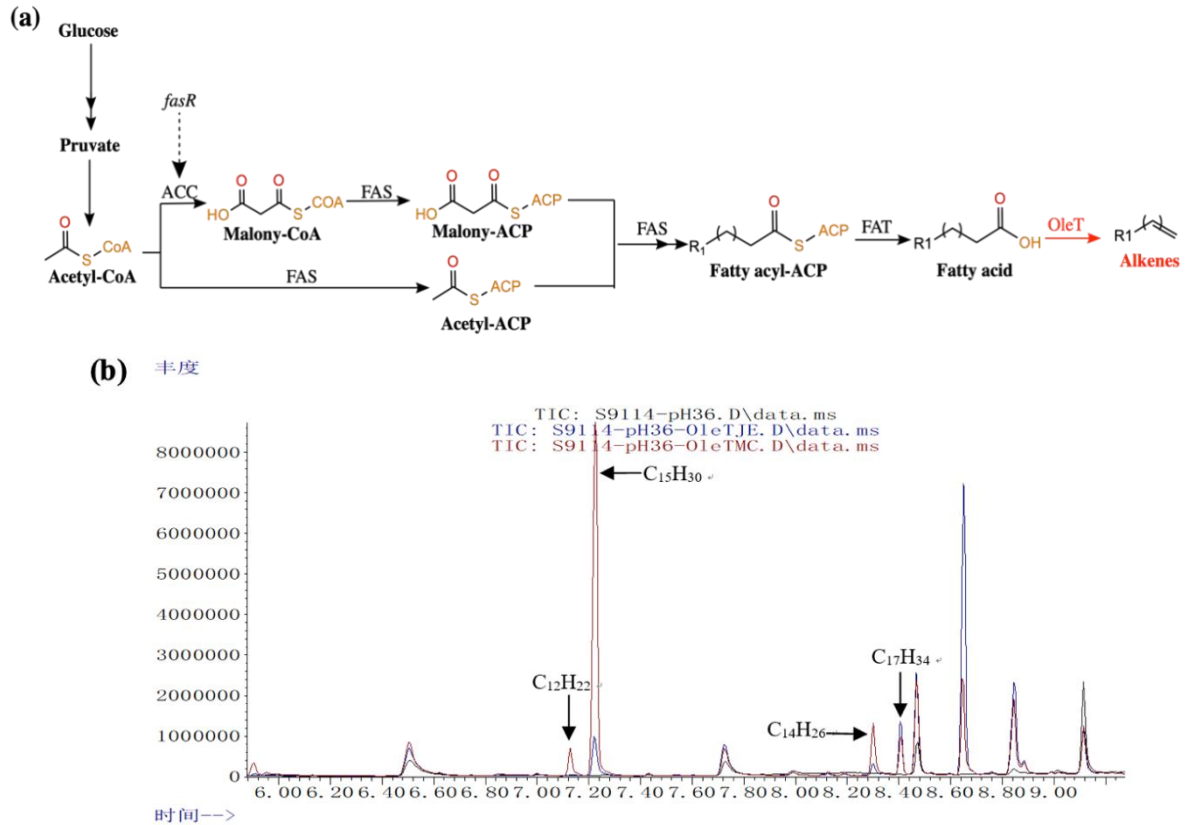 (a)
Glucose
fasR
Pruvate
ACC
O
O
HO
S
COA
Malony-CoA
FAS
O
O
HO
S
ACP
Malony-ACP
O
S
CoA
Acetyl-CoA
FAS
O
S
ACP
Acetyl-ACP
FAS
R1
O
S
ACP
Fatty acyl-ACP
FAT
R1
O
OH
Fatty acid
OleT
R1
Alkenes
(b)
丰度
TIC: S9114-pH36.D\data.ms
TIC: S9114-pH36-OleTJE.D\data.ms
TIC: S9114-pH36-OleTMC.D\data.ms
8000000
7000000
6000000
5000000
4000000
3000000
2000000
1000000
0
C15H30
C12H22
C17H34
C14H26
6.00 6.20 6.40 6.60 6.80 7.00 7.20 7.40 7.60 7.80 8.00 8.20 8.40 8.60 8.80 9.00
时间-->